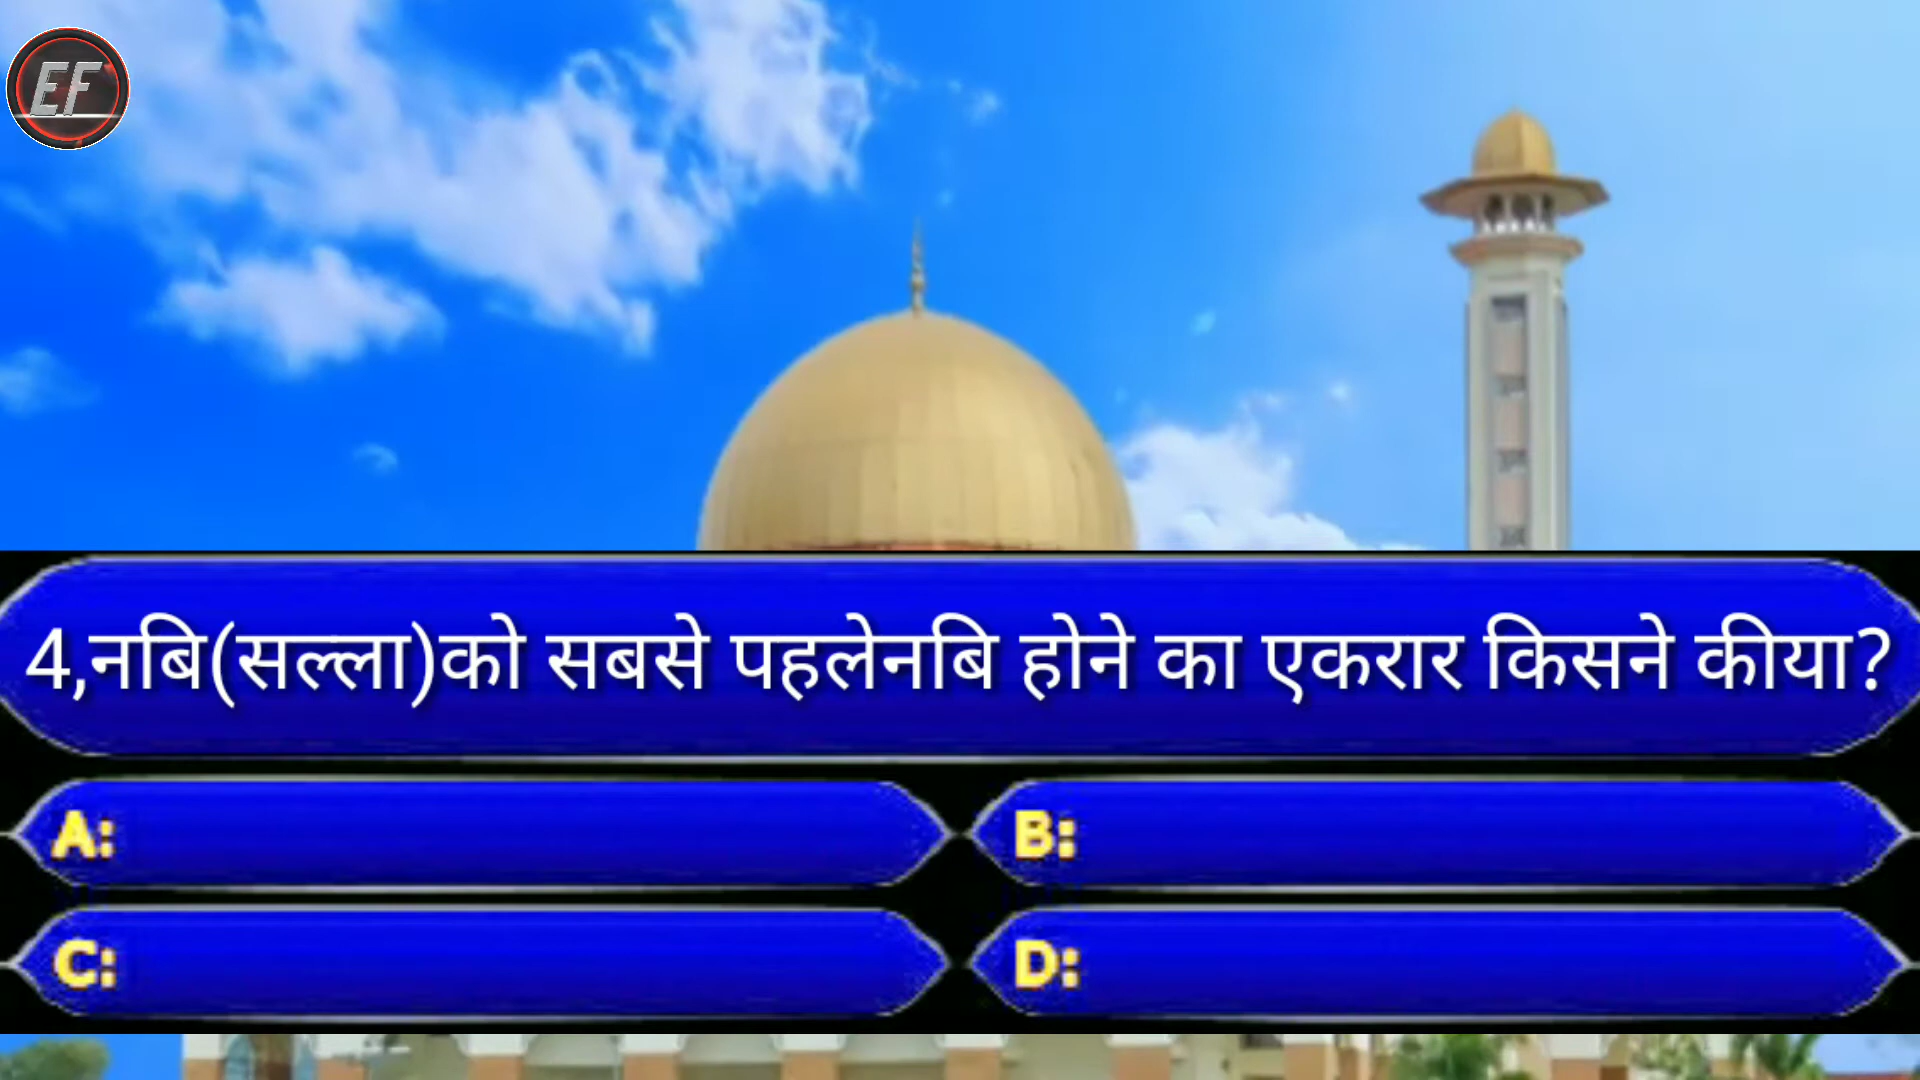 EF
4,नबि(सल्ला)को सबसे पहलेनबि होने का एकरार किसने कीया?
A:
B:
C:
D: